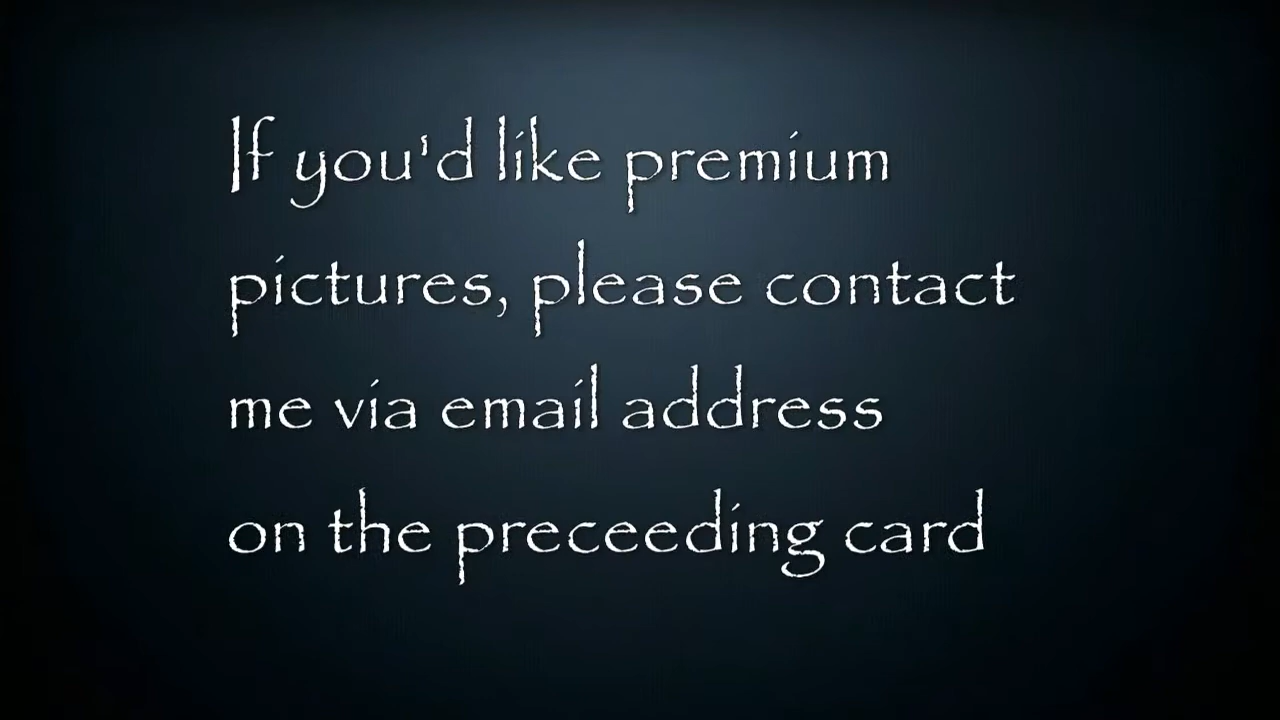 If you'd like premium
pictures, please contact
me via email address
on the preceeding card